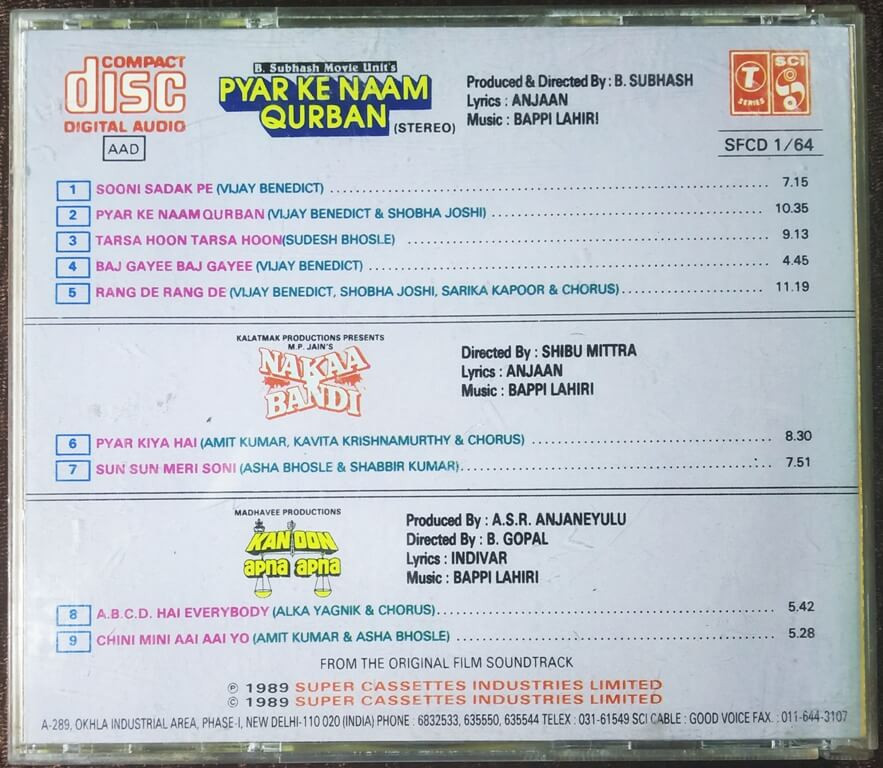 COMPACT
disc
DIGITAL AUDIO
AAD
B. Subhash Movie Unit's
PYAR KE NAAM
QURBAN
(STEREO)
Produced & Directed By : B. SUBHASH
Lyrics : ANJAAN
Music : BAPPI LAHIRI
T
SERIES
SCI
SFCD 1/64
1 SOONI SADAK PE (VIJAY BENEDICT) 7.15
2 PYAR KE NAAM QURBAN (VIJAY BENEDICT & SHOBHA JOSHI) 10.35
3 TARSA HOON TARSA HOON(SUDESH BHOSLE) 9.13
4 BAJ GAYEE BAJ GAYEE (VIJAY BENEDICT) 4.45
5 RANG DE RANG DE (VIJAY BENEDICT, SHOBHA JOSHI, SARIKA KAPOOR & CHORUS) 11.19
KALATMAK PRODUCTIONS PRESENTS
M.P. JAIN'S
NAKAA
BANDI
Directed By : SHIBU MITTRA
Lyrics : ANJAAN
Music : BAPPI LAHIRI
6 PYAR KIYA HAI (AMIT KUMAR, KAVITA KRISHNAMURTHY & CHORUS) 8.30
7 SUN SUN MERI SONI (ASHA BHOSLE & SHABBIR KUMAR) 7.51
MADHAVEE PRODUCTIONS
KANOON
apna apna
Produced By : A.S.R. ANJANEYULU
Directed By : B. GOPAL
Lyrics : INDIVAR
Music : BAPPI LAHIRI
8 A.B.C.D. HAI EVERYBODY (ALKA YAGNIK & CHORUS) 5.42
9 CHINI MINI AAI AAI YO (AMIT KUMAR & ASHA BHOSLE) 5.28
FROM THE ORIGINAL FILM SOUNDTRACK
℗ 1989 SUPER CASSETTES INDUSTRIES LIMITED
© 1989 SUPER CASSETTES INDUSTRIES LIMITED
A-289, OKHLA INDUSTRIAL AREA, PHASE-I, NEW DELHI-110 020 (INDIA) PHONE : 6832533, 635550, 635544 TELEX : 031-61549 SCI CABLE : GOOD VOICE FAX. : 011-644-3107